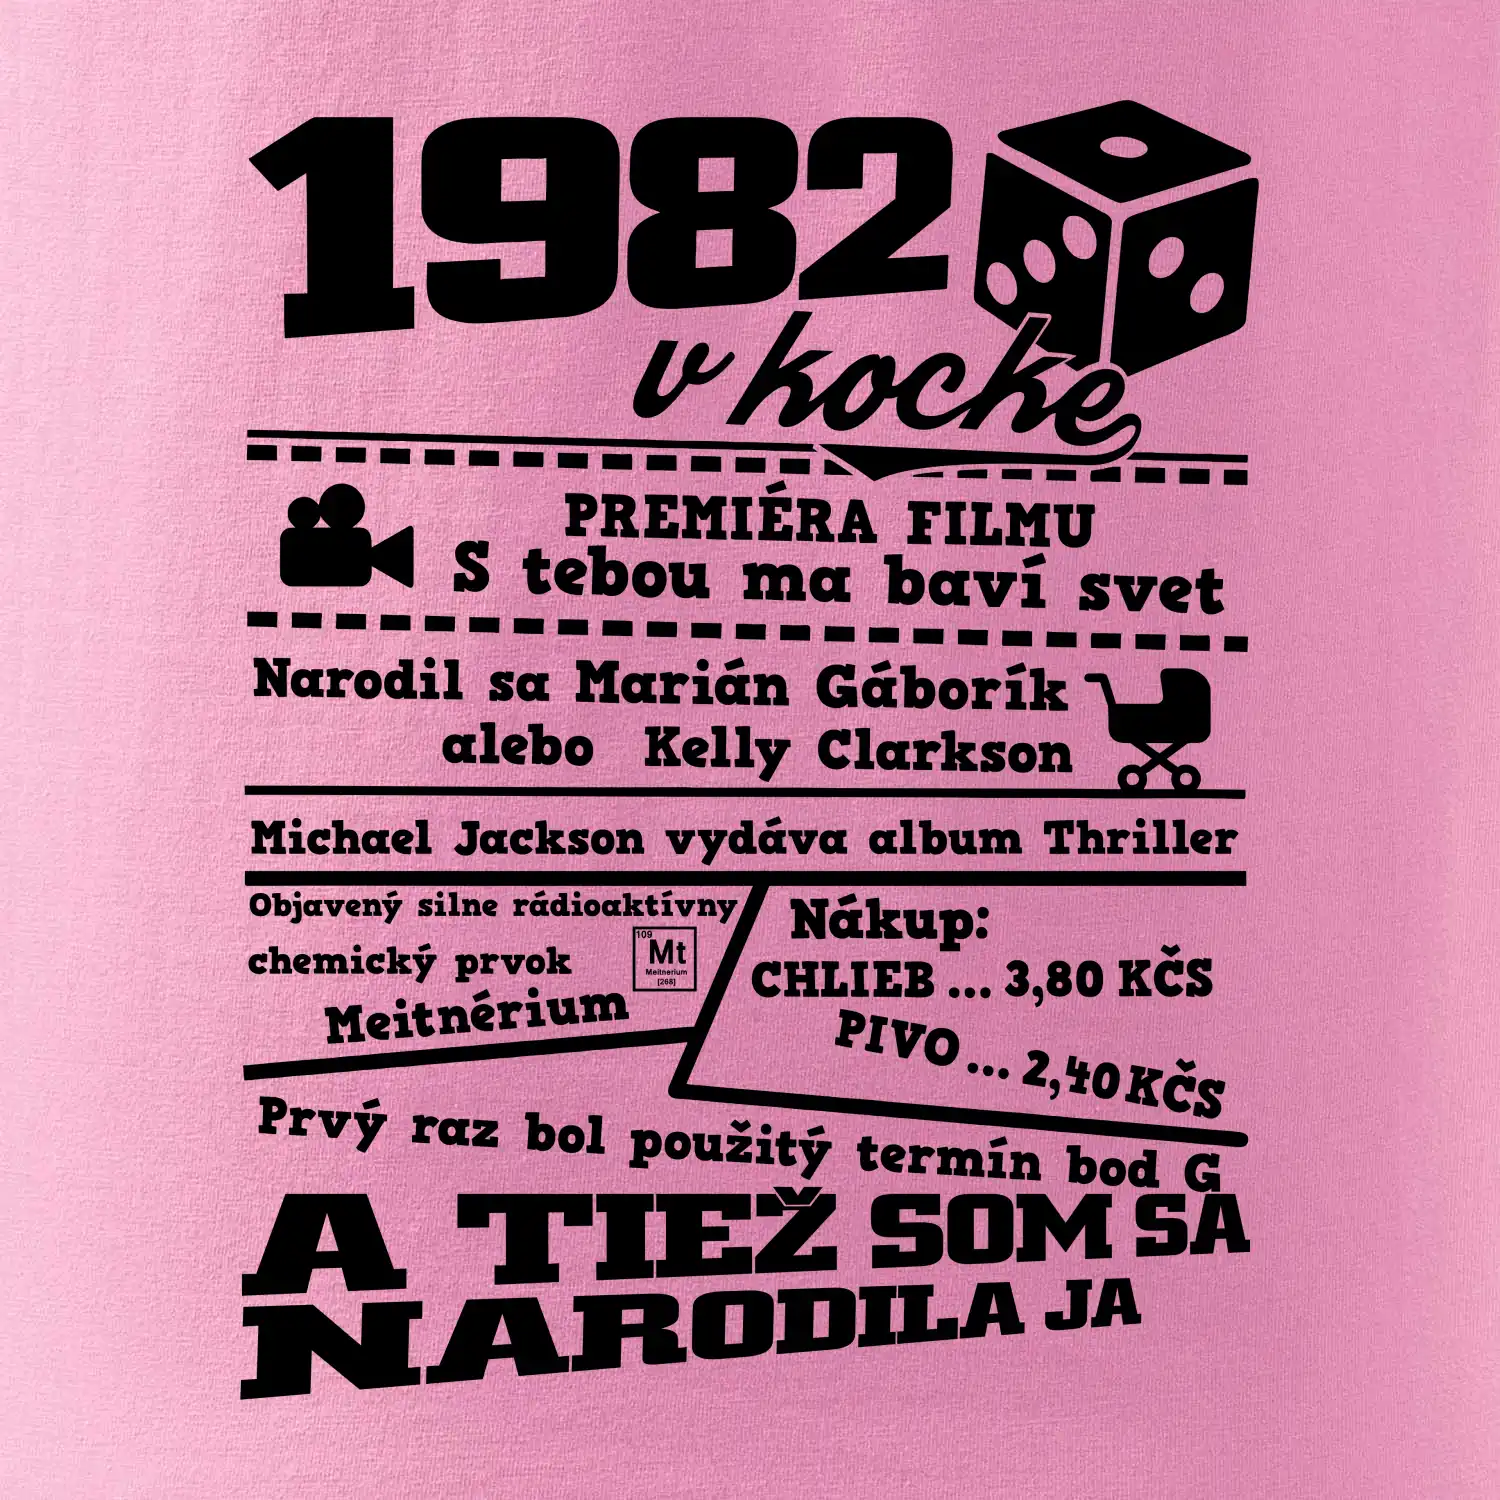 1982
v kocke
PREMIÉRA FILMU
S tebou ma baví svet
Narodil sa Marián Gáborík
alebo Kelly Clarkson
Michael Jackson vydáva album Thriller
Objavený silne rádioaktívny
chemický prvok
109
Mt
Meitnerium
[268]
Meitnérium
Nákup:
CHLIEB ... 3,80 KČS
PIVO ... 2,40 KČS
Prvý raz bol použitý termín bod G
A TIEŽ SOM SA
NARODILA JA